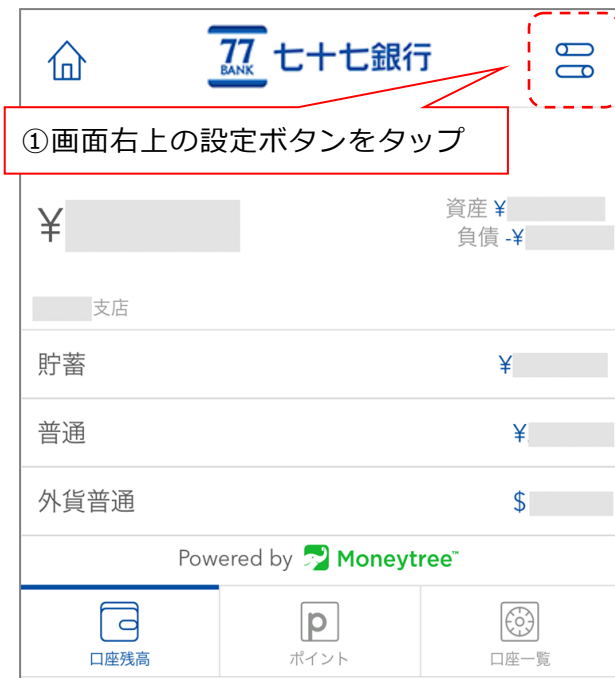 77
BANK
七十七銀行
①画面右上の設定ボタンをタップ
¥
資産 ¥
負債 -¥
支店
貯蓄 ¥
普通 ¥
外貨普通 $
Powered by Moneytree™
p
口座残高 ポイント 口座一覧